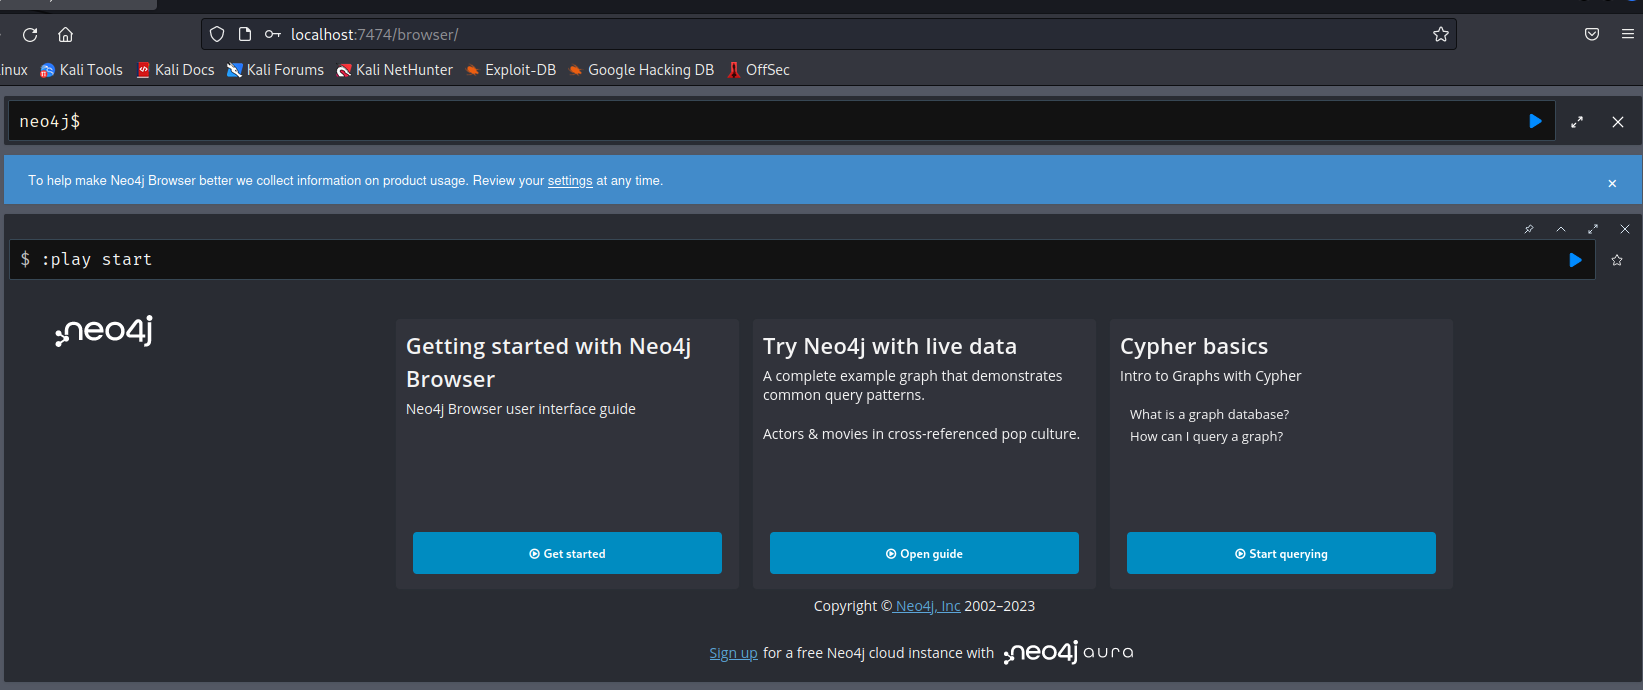 localhost:7474/browser/
inux Kali Tools Kali Docs Kali Forums Kali NetHunter Exploit-DB Google Hacking DB OffSec
neo4j$
To help make Neo4j Browser better we collect information on product usage. Review your settings at any time.
$ :play start
neo4j
Getting started with Neo4j
Browser
Neo4j Browser user interface guide
Get started
Try Neo4j with live data
A complete example graph that demonstrates
common query patterns.
Actors & movies in cross-referenced pop culture.
Open guide
Cypher basics
Intro to Graphs with Cypher
What is a graph database?
How can I query a graph?
Start querying
Copyright © Neo4j, Inc 2002–2023
Sign up for a free Neo4j cloud instance with neo4j aura